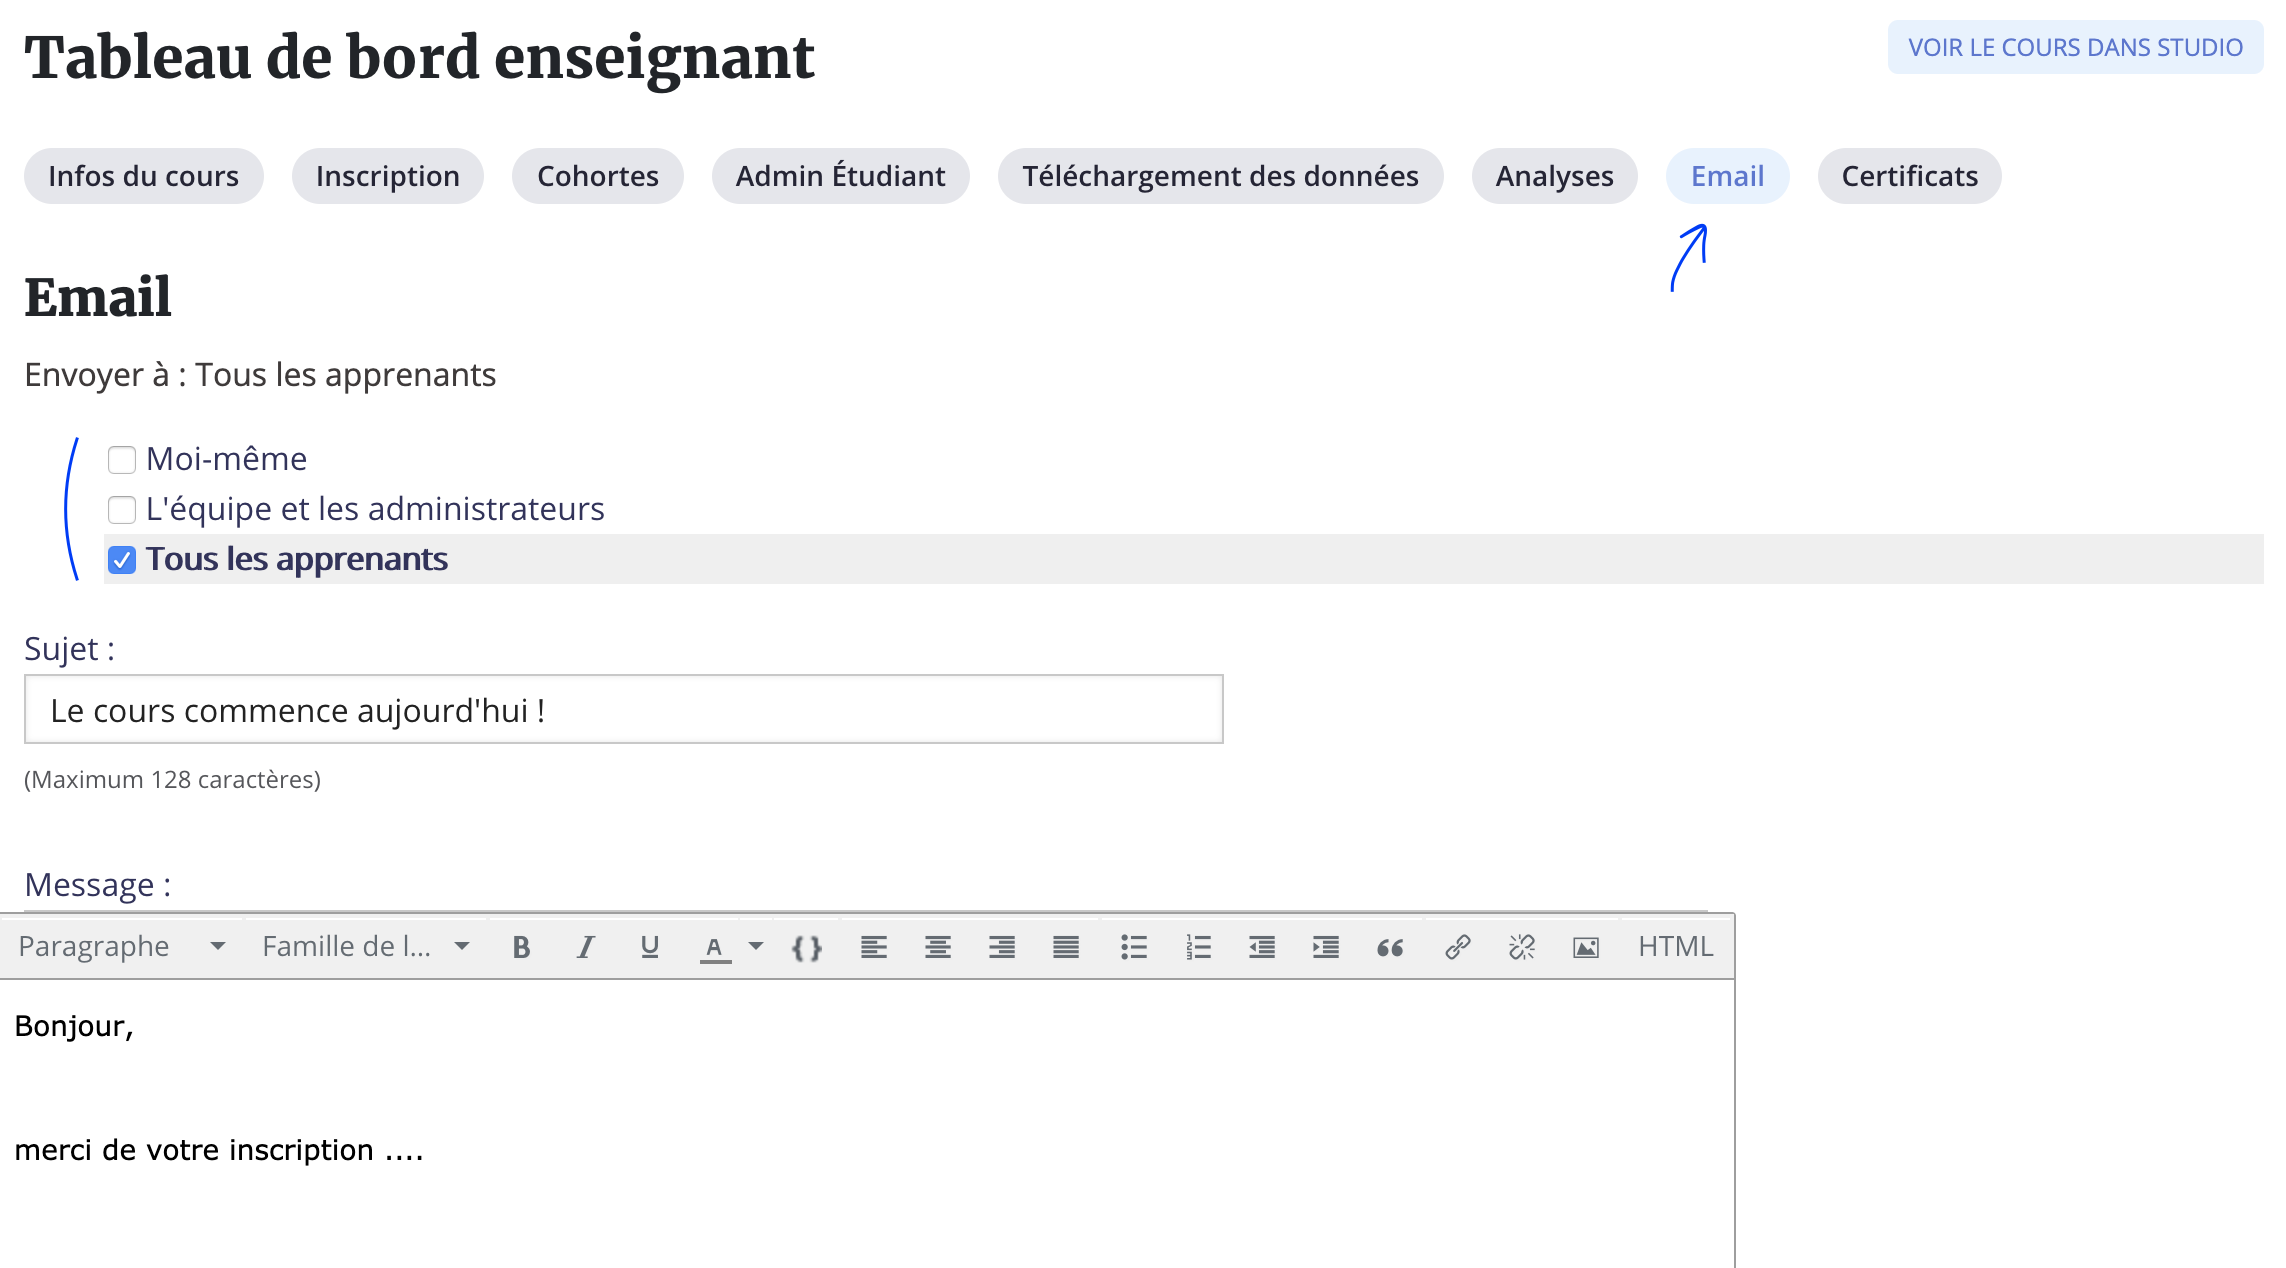 Tableau de bord enseignant
VOIR LE COURS DANS STUDIO
Infos du cours Inscription Cohortes Admin Étudiant Téléchargement des données Analyses Email Certificats
Email
Envoyer à : Tous les apprenants
Moi-même
L'équipe et les administrateurs
Tous les apprenants
Sujet :
Le cours commence aujourd'hui !
(Maximum 128 caractères)
Message :
Paragraphe Famille de l... B I U A {} HTML
Bonjour,
merci de votre inscription ....